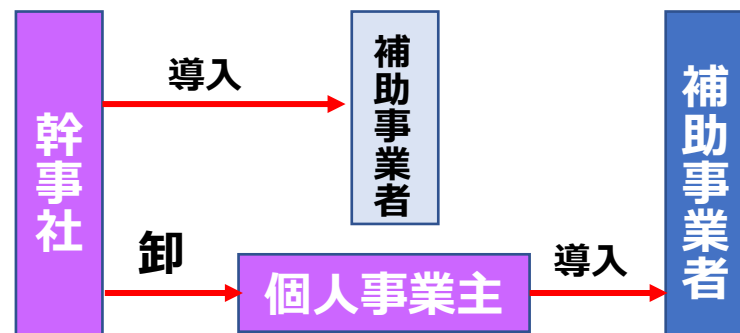 幹事社
導入
補助事業者
卸
個人事業主
導入
補助事業者